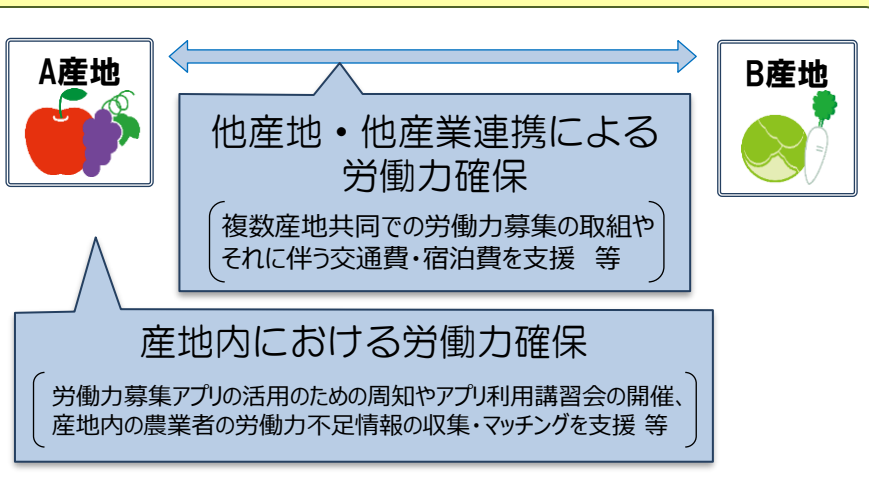 A産地
B産地
他産地・他産業連携による
労働力確保
複数産地共同での労働力募集の取組や
それに伴う交通費・宿泊費を支援 等
産地内における労働力確保
労働力募集アプリの活用のための周知やアプリ利用講習会の開催、
産地内の農業者の労働力不足情報の収集・マッチングを支援 等